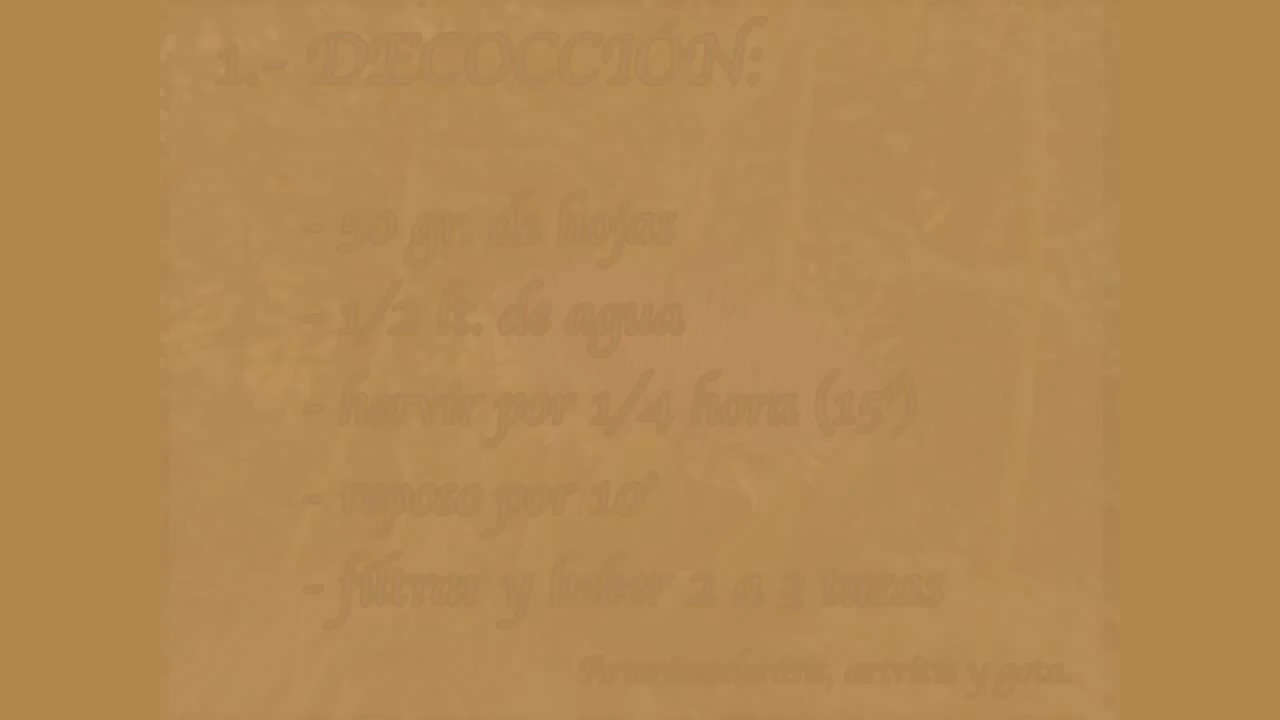 1.- DECOCCIÓN:
- 50 gr. de hojas
- 1/2 lt. de agua
- hervir por 1/4 hora (15')
- reposo por 10'
- filtrar y beber 2 a 3 tazas
artritis y gota.